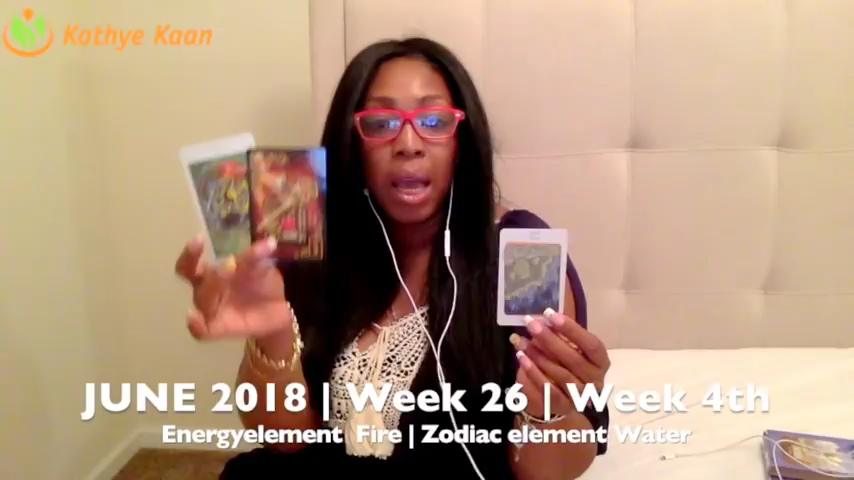 Kathye Kaan
JUNE 2018 | Week 26 | Week 4th
Energyelement Fire | Zodiac element Water